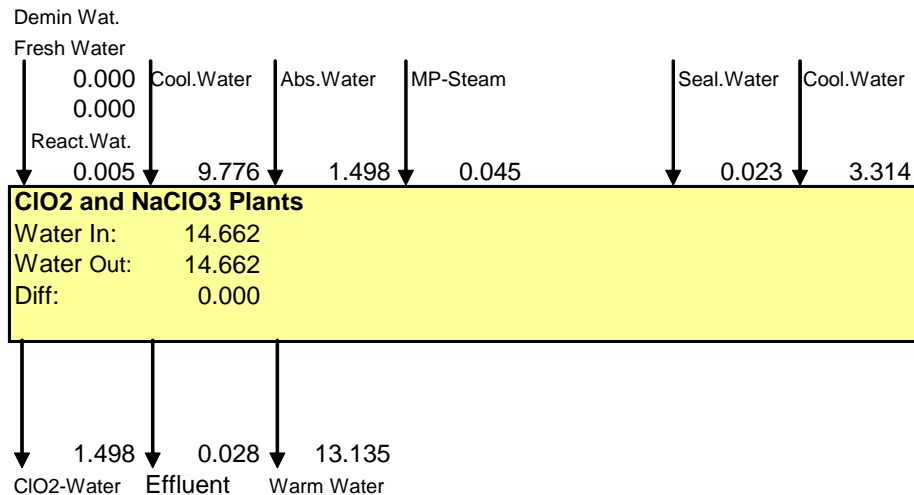 Demin Wat.
Fresh Water
0.000 Cool.Water Abs.Water MP-Steam Seal.Water Cool.Water
0.000
React.Wat.
0.005 9.776 1.498 0.045 0.023 3.314
ClO2 and NaClO3 Plants
Water In: 14.662
Water Out: 14.662
Diff: 0.000
1.498 0.028 13.135
ClO2-Water Effluent Warm Water